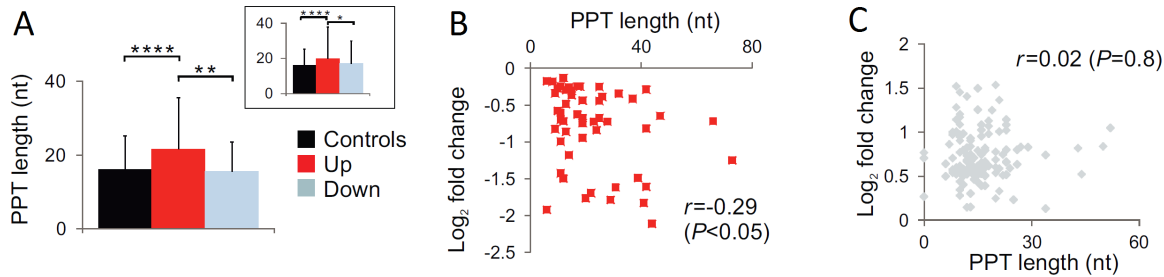 A
PPT length (nt)
40
20
0
****
**
40
20
0
****
*
Controls
Up
Down
B
PPT length (nt)
0
40
80
0
-0.5
-1
-1.5
-2
-2.5
Log2 fold change
r=-0.29
(P<0.05)
C
Log2 fold change
2
1.5
1
0.5
0
r=0.02 (P=0.8)
0
30
60
PPT length (nt)